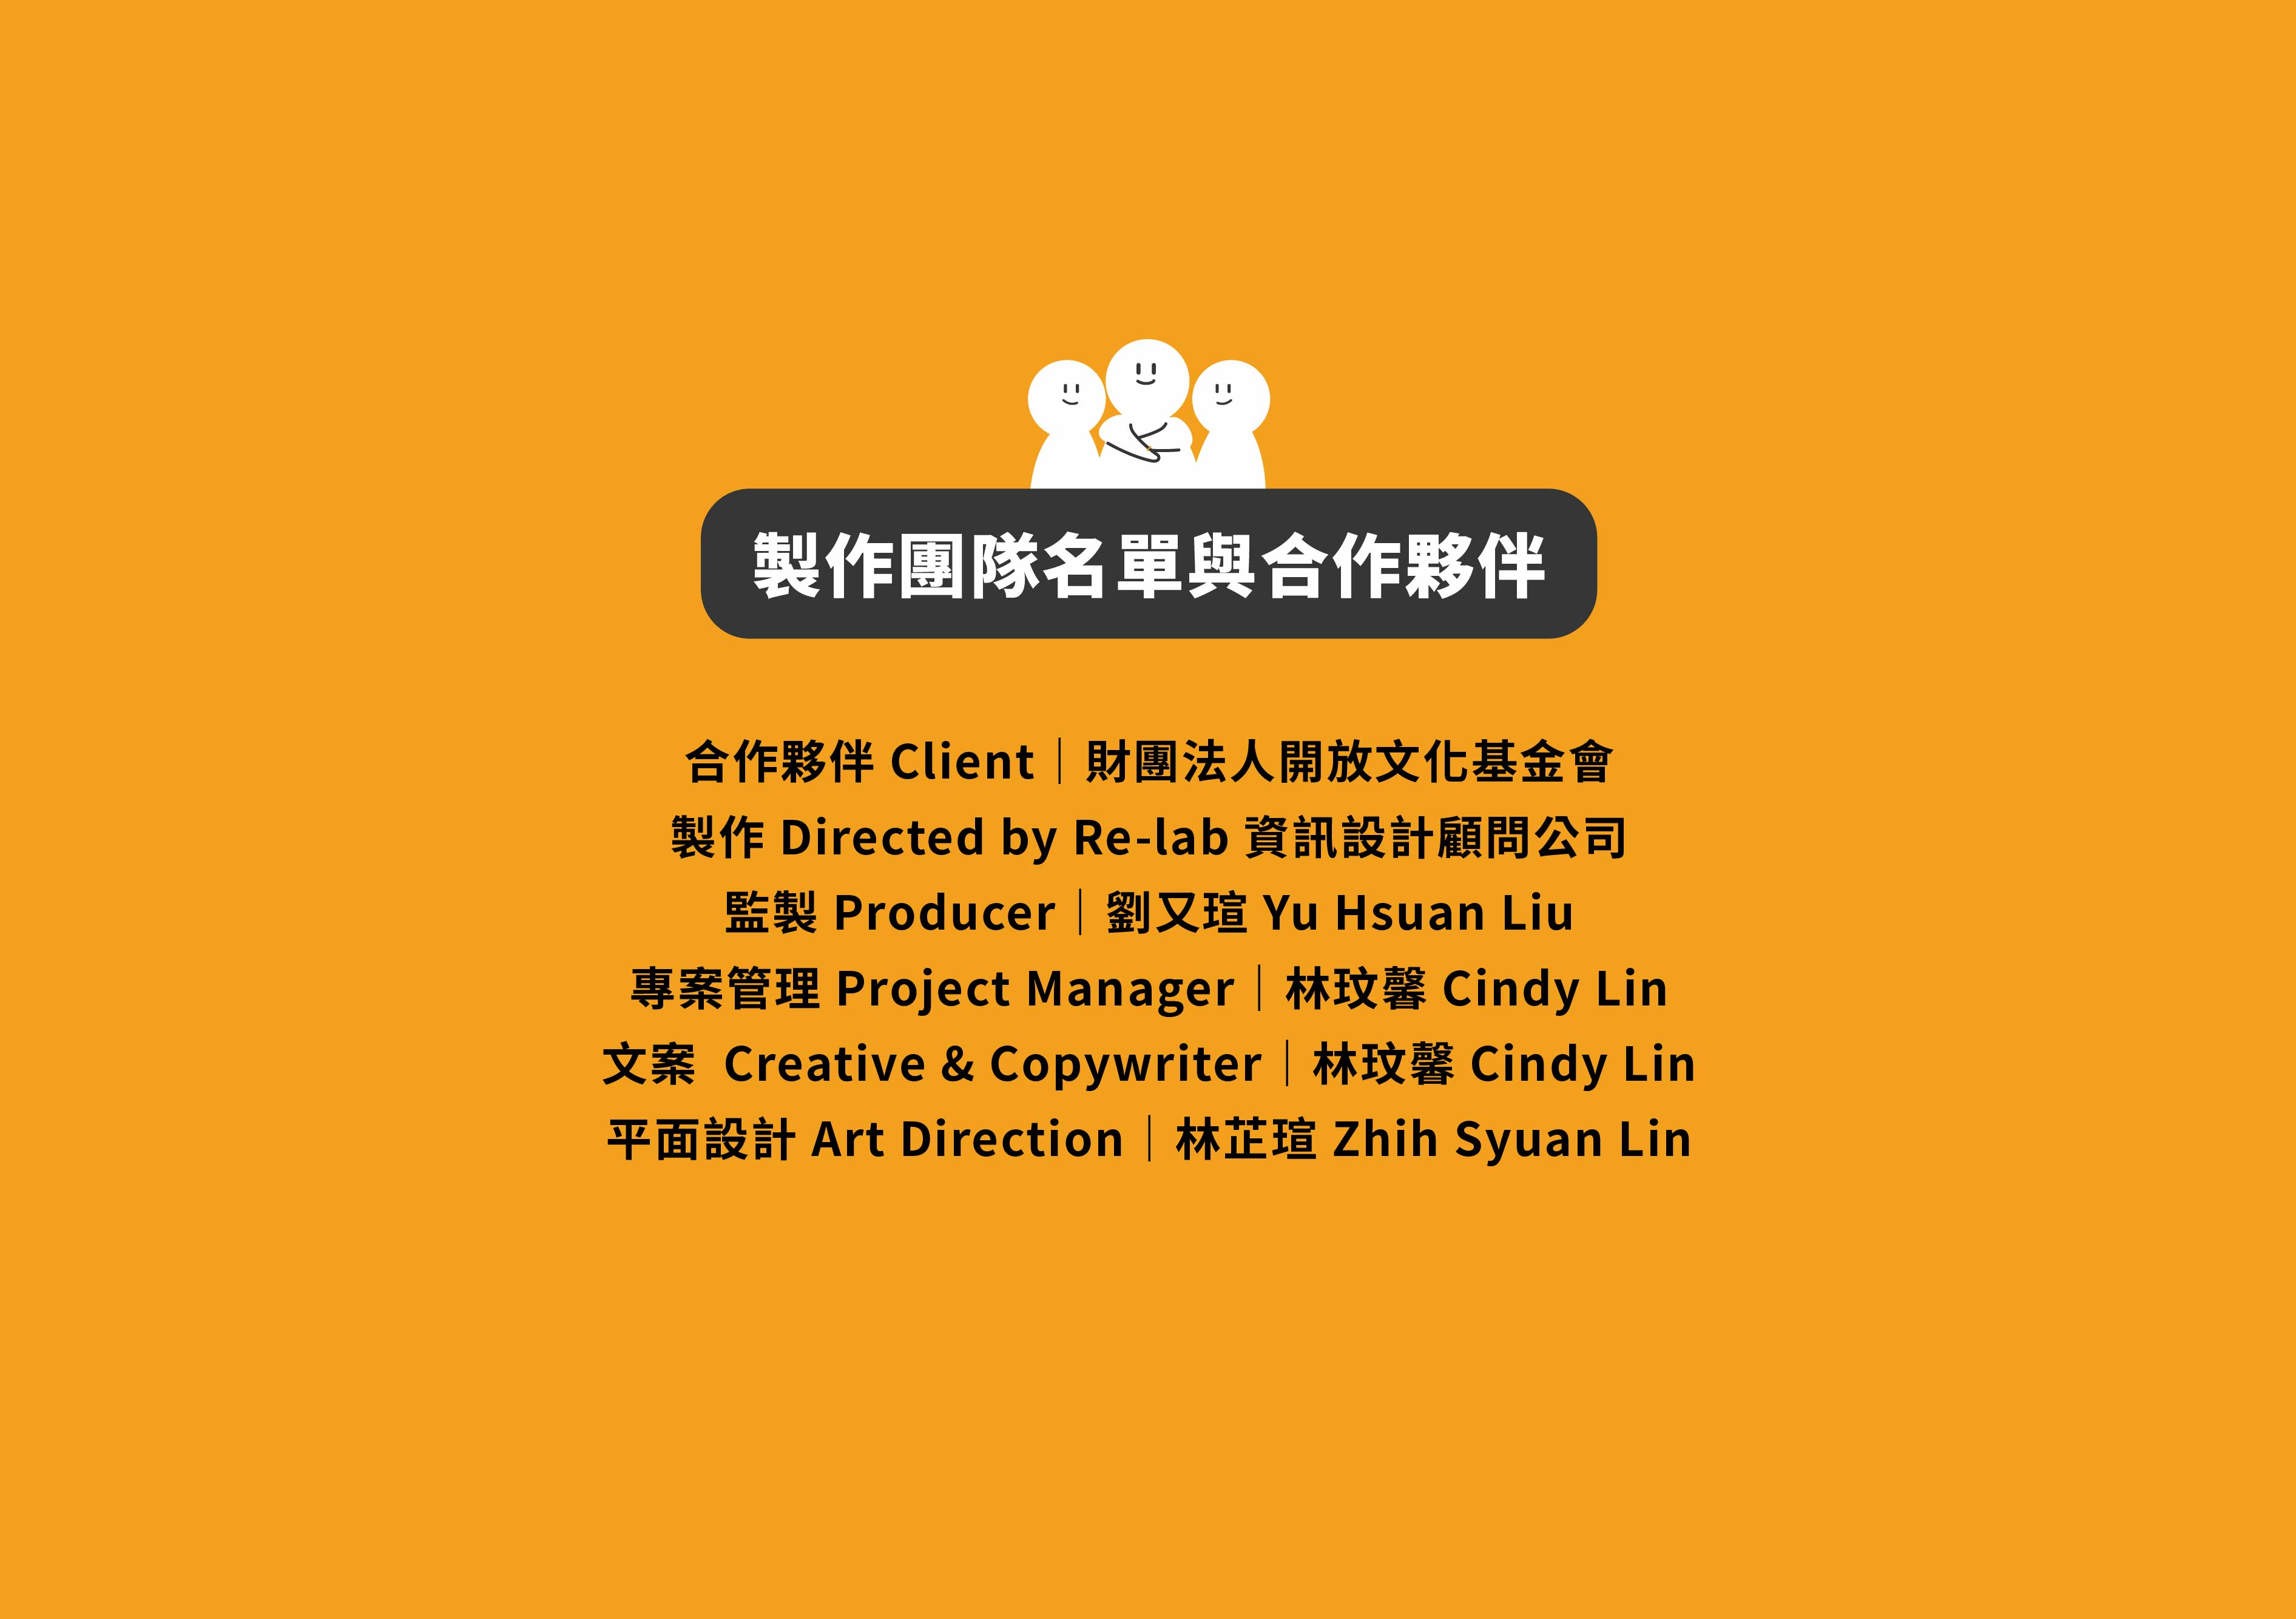 製作團隊名單與合作夥伴
合作夥伴 Client｜財團法人開放文化基金會
製作 Directed by Re-lab 資訊設計顧問公司
監製 Producer｜劉又瑄 Yu Hsuan Liu
專案管理 Project Manager｜林玟馨 Cindy Lin
文案 Creative & Copywriter｜林玟馨 Cindy Lin
平面設計 Art Direction｜林芷瑄 Zhih Syuan Lin